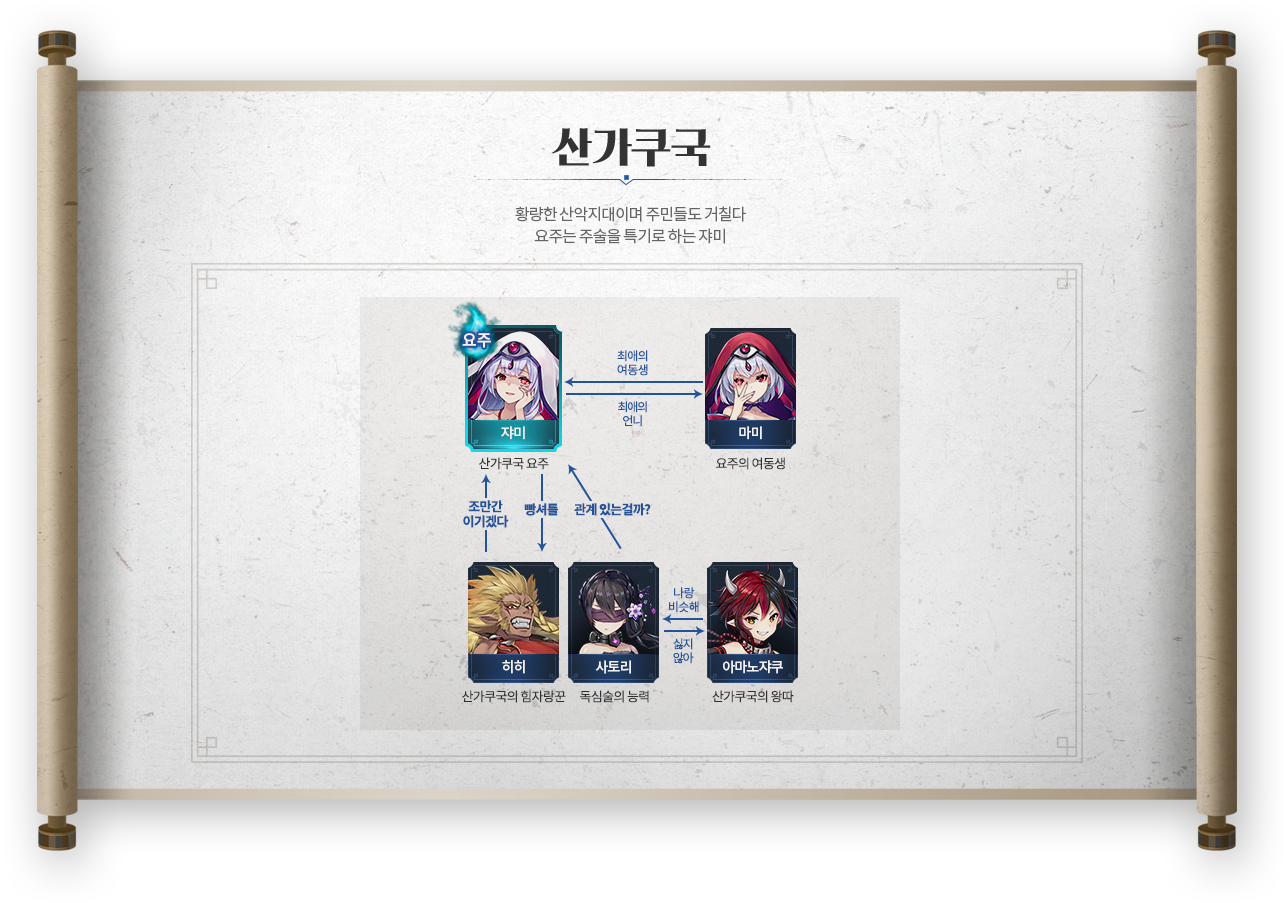 산가쿠국
황량한 산악지대이며 주민들도 거칠다
요주는 주술을 특기로 하는 쟈미
요주
최애의
여동생
최애의
언니
쟈미
마미
산가쿠국 요주
요주의 여동생
조만간
이기겠다
빵셔틀
관계 있는걸까?
나랑
비슷해
싫지
않아
히히
사토리
아마노쟈쿠
산가쿠국의 힘자랑꾼
독심술의 능력
산가쿠국의 왕따